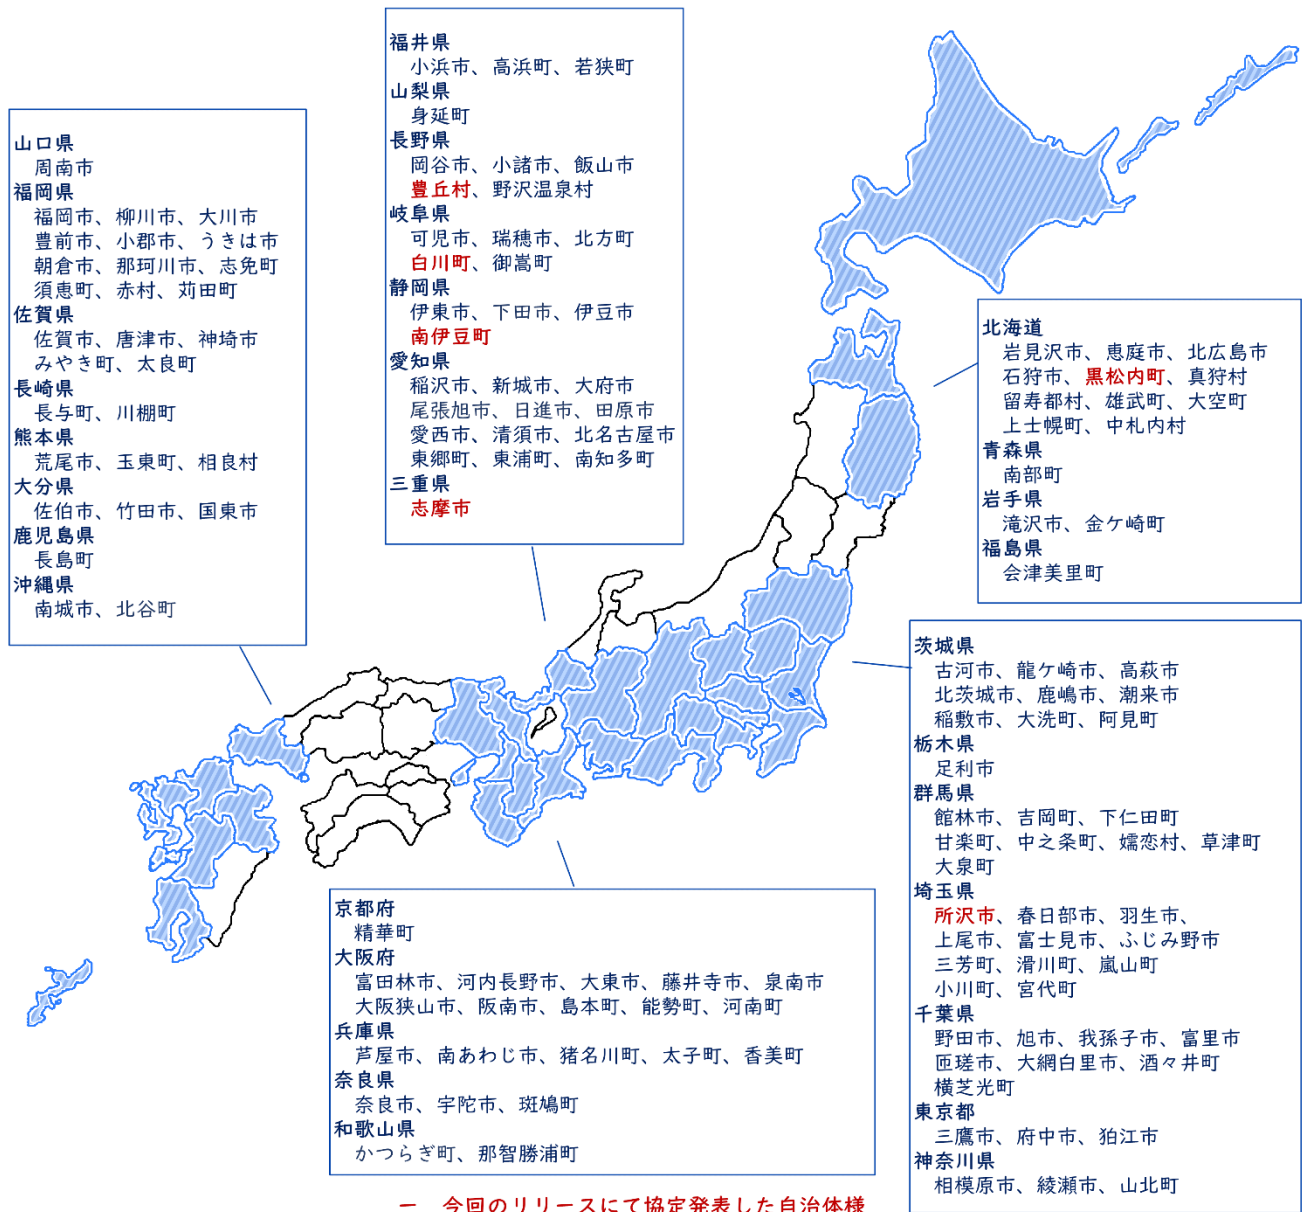 福井県
小浜市、高浜町、若狭町
山梨県
身延町
長野県
岡谷市、小諸市、飯山市
豊丘村、野沢温泉村
岐阜県
可児市、瑞穂市、北方町
白川町、御嵩町
静岡県
伊東市、下田市、伊豆市
南伊豆町
愛知県
稲沢市、新城市、大府市
尾張旭市、日進市、田原市
愛西市、清須市、北名古屋市
東郷町、東浦町、南知多町
三重県
志摩市
山口県
周南市
福岡県
福岡市、柳川市、大川市
豊前市、小郡市、うきは市
朝倉市、那珂川市、志免町
須恵町、赤村、苅田町
佐賀県
佐賀市、唐津市、神埼市
みやき町、太良町
長崎県
長与町、川棚町
熊本県
荒尾市、玉東町、相良村
大分県
佐伯市、竹田市、国東市
鹿児島県
長島町
沖縄県
南城市、北谷町
北海道
岩見沢市、恵庭市、北広島市
石狩市、黒松内町、真狩村
留寿都村、雄武町、大空町
上士幌町、中札内村
青森県
南部町
岩手県
滝沢市、金ケ崎町
福島県
会津美里町
茨城県
古河市、龍ケ崎市、高萩市
北茨城市、鹿嶋市、潮来市
稲敷市、大洗町、阿見町
栃木県
足利市
群馬県
館林市、吉岡町、下仁田町
甘楽町、中之条町、嬬恋村、草津町
大泉町
埼玉県
所沢市、春日部市、羽生市、
上尾市、富士見市、ふじみ野市
三芳町、滑川町、嵐山町
小川町、宮代町
千葉県
野田市、旭市、我孫子市、富里市
匝瑳市、大網白里市、酒々井町
横芝光町
東京都
三鷹市、府中市、狛江市
神奈川県
相模原市、綾瀬市、山北町
京都府
精華町
大阪府
富田林市、河内長野市、大東市、藤井寺市、泉南市
大阪狭山市、阪南市、島本町、能勢町、河南町
兵庫県
芦屋市、南あわじ市、猪名川町、太子町、香美町
奈良県
奈良市、宇陀市、斑鳩町
和歌山県
かつらぎ町、那智勝浦町
ー 今回のリリースにて協定発表した自治体様